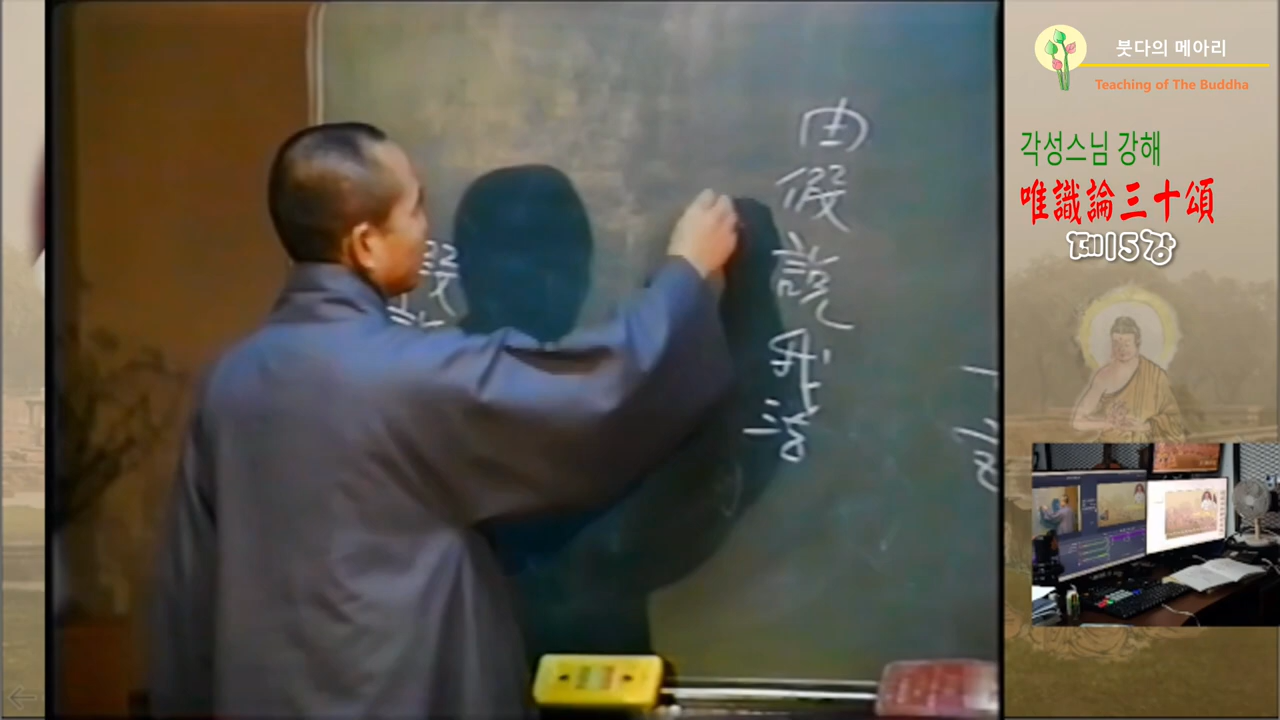 由假說我法
붓다의 메아리
Teaching of The Buddha
각성스님 강해
唯識論三十頌
제15강